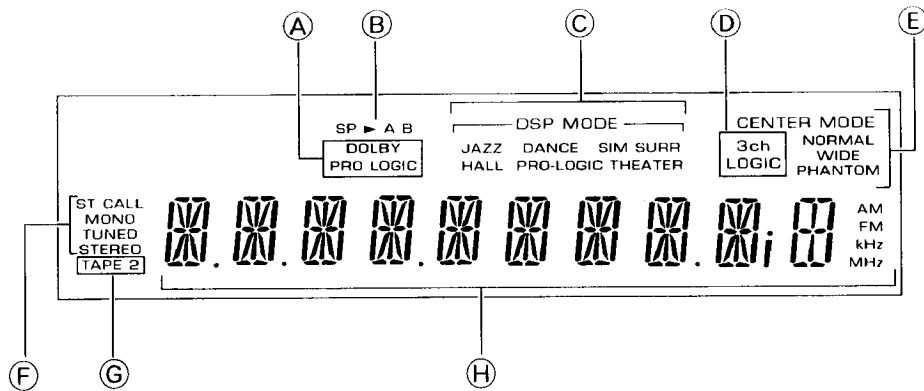 A B C D E
SP ► A B
DOLBY
PRO LOGIC
DSP MODE
JAZZ DANCE SIM SURR
HALL PRO-LOGIC THEATER
3ch
LOGIC
CENTER MODE
NORMAL
WIDE
PHANTOM
ST CALL
MONO
TUNED
STEREO
TAPE 2
AM
FM
kHz
MHz
F G H